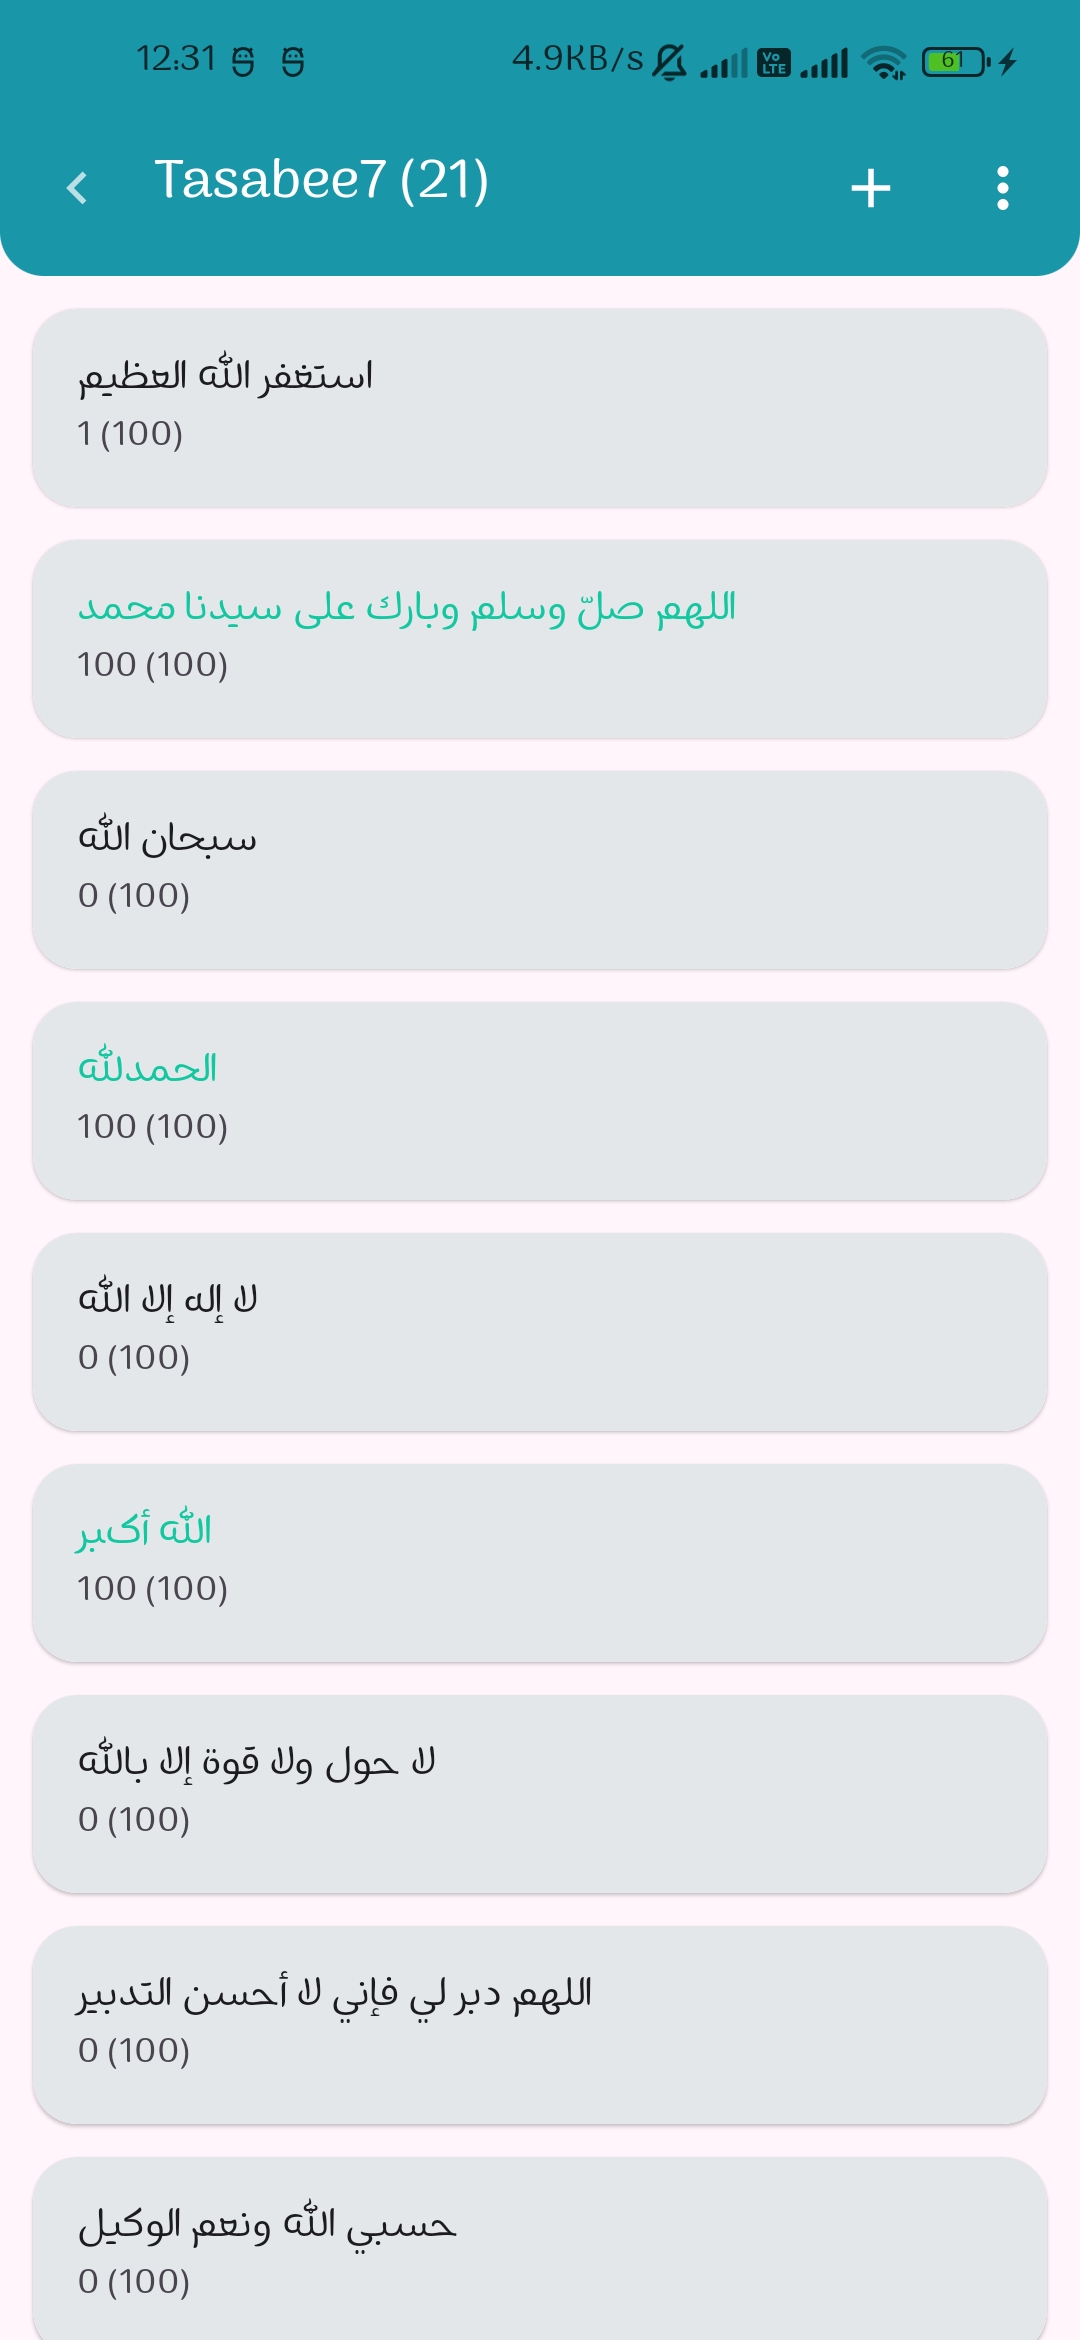 12:31 4.9KB/s Vo LTE 61
Tasabee7 (21)
استغفر الله العظيم
1 (100)
اللهم صلّ وسلم وبارك على سيدنا محمد
100 (100)
سبحان الله
0 (100)
الحمدلله
100 (100)
لا إله إلا الله
0 (100)
الله أكبر
100 (100)
لا حول ولا قوة إلا بالله
0 (100)
اللهم دبر لي فإني لا أحسن التدبير
0 (100)
حسبي الله ونعم الوكيل
0 (100)